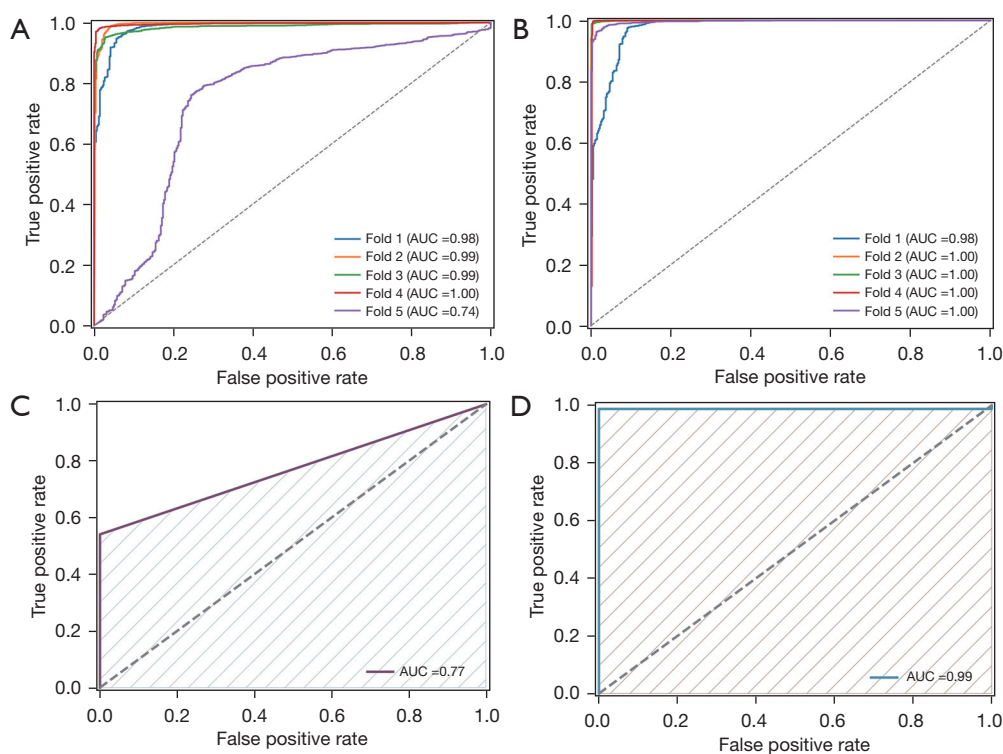 A
1.0
0.8
0.6
0.4
0.2
0.0
True positive rate
Fold 1 (AUC =0.98)
Fold 2 (AUC =0.99)
Fold 3 (AUC =0.99)
Fold 4 (AUC =1.00)
Fold 5 (AUC =0.74)
0.0 0.2 0.4 0.6 0.8 1.0
False positive rate
B
1.0
0.8
0.6
0.4
0.2
0.0
True positive rate
Fold 1 (AUC =0.98)
Fold 2 (AUC =1.00)
Fold 3 (AUC =1.00)
Fold 4 (AUC =1.00)
Fold 5 (AUC =1.00)
0.0 0.2 0.4 0.6 0.8 1.0
False positive rate
C
1.0
0.8
0.6
0.4
0.2
0.0
True positive rate
AUC =0.77
0.0 0.2 0.4 0.6 0.8 1.0
False positive rate
D
1.0
0.8
0.6
0.4
0.2
0.0
True positive rate
AUC =0.99
0.0 0.2 0.4 0.6 0.8 1.0
False positive rate